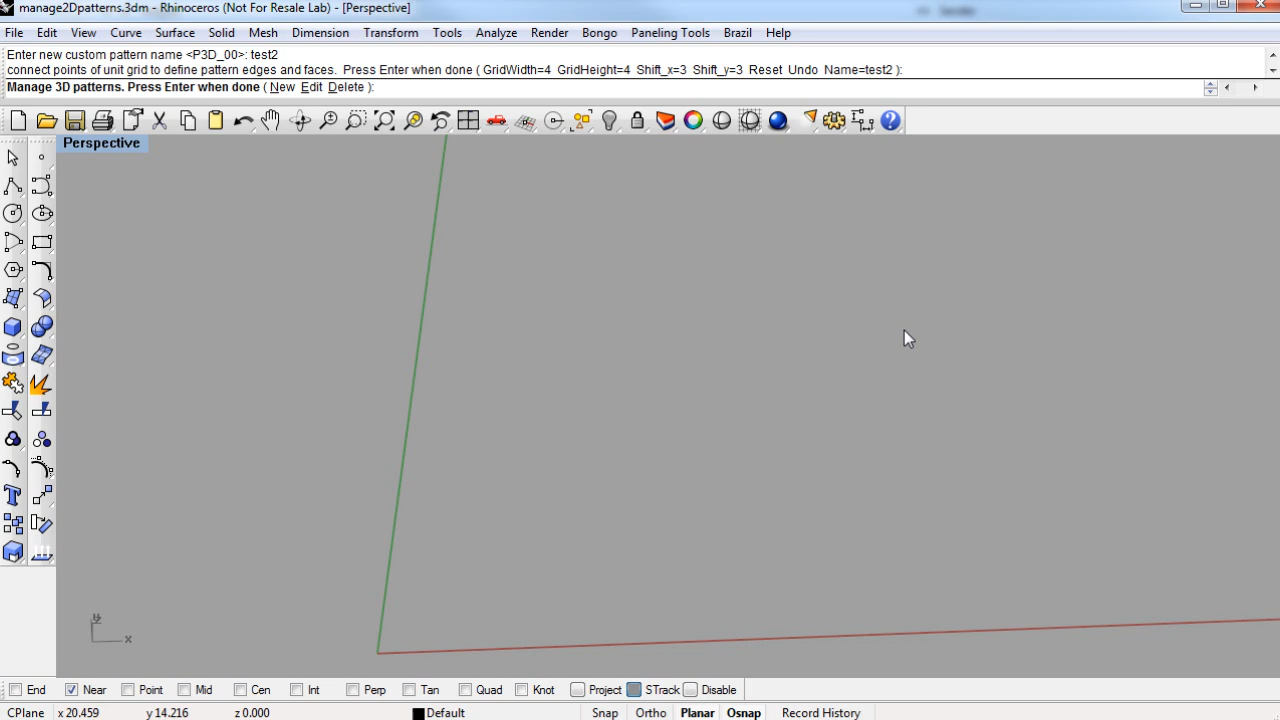 manage2Dpatterns.3dm - Rhinoceros (Not For Resale Lab) - [Perspective]
File Edit View Curve Surface Solid Mesh Dimension Transform Tools Analyze Render Bongo Paneling Tools Brazil Help
Enter new custom pattern name <P3D_00>: test2
connect points of unit grid to define pattern edges and faces. Press Enter when done ( GridWidth=4 GridHeight=4 Shift_x=3 Shift_y=3 Reset Undo Name=test2 ):
Manage 3D patterns. Press Enter when done ( New Edit Delete ):
Perspective
y
x
End Near Point Mid Cen Int Perp Tan Quad Knot Project STrack Disable
CPlane x 20.459 y 14.216 z 0.000 Default Snap Ortho Planar Osnap Record History